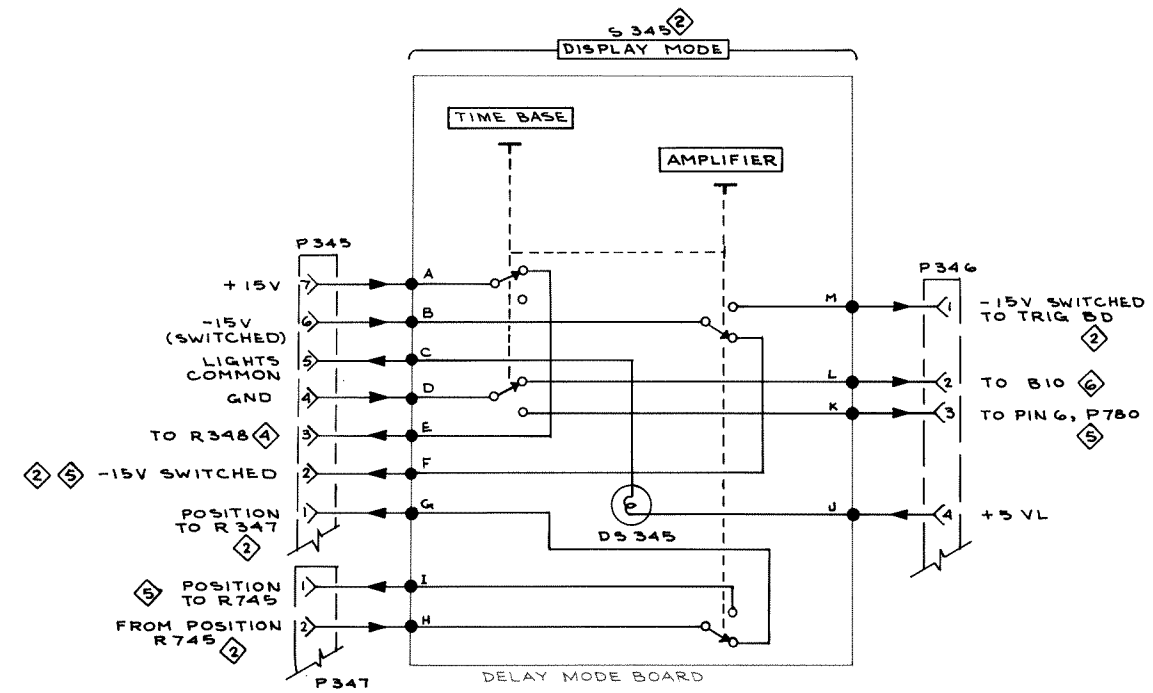 S 345 2
DISPLAY MODE
TIME BASE
AMPLIFIER
P 345
7
+ 15V
A
6
-15V
(SWITCHED)
B
5
LIGHTS
COMMON
C
4
GND
D
3
TO R348 4
E
2
2 5 -15V SWITCHED
F
1
POSITION
TO R347
2
G
1
5 POSITION
TO R745
I
2
FROM POSITION
R745 2
H
P347
P346
M
1
-15V SWITCHED
TO TRIG BD
2
L
2
TO B10 6
K
3
TO PIN 6, P780
5
J
4
+5 VL
DS345
DELAY MODE BOARD